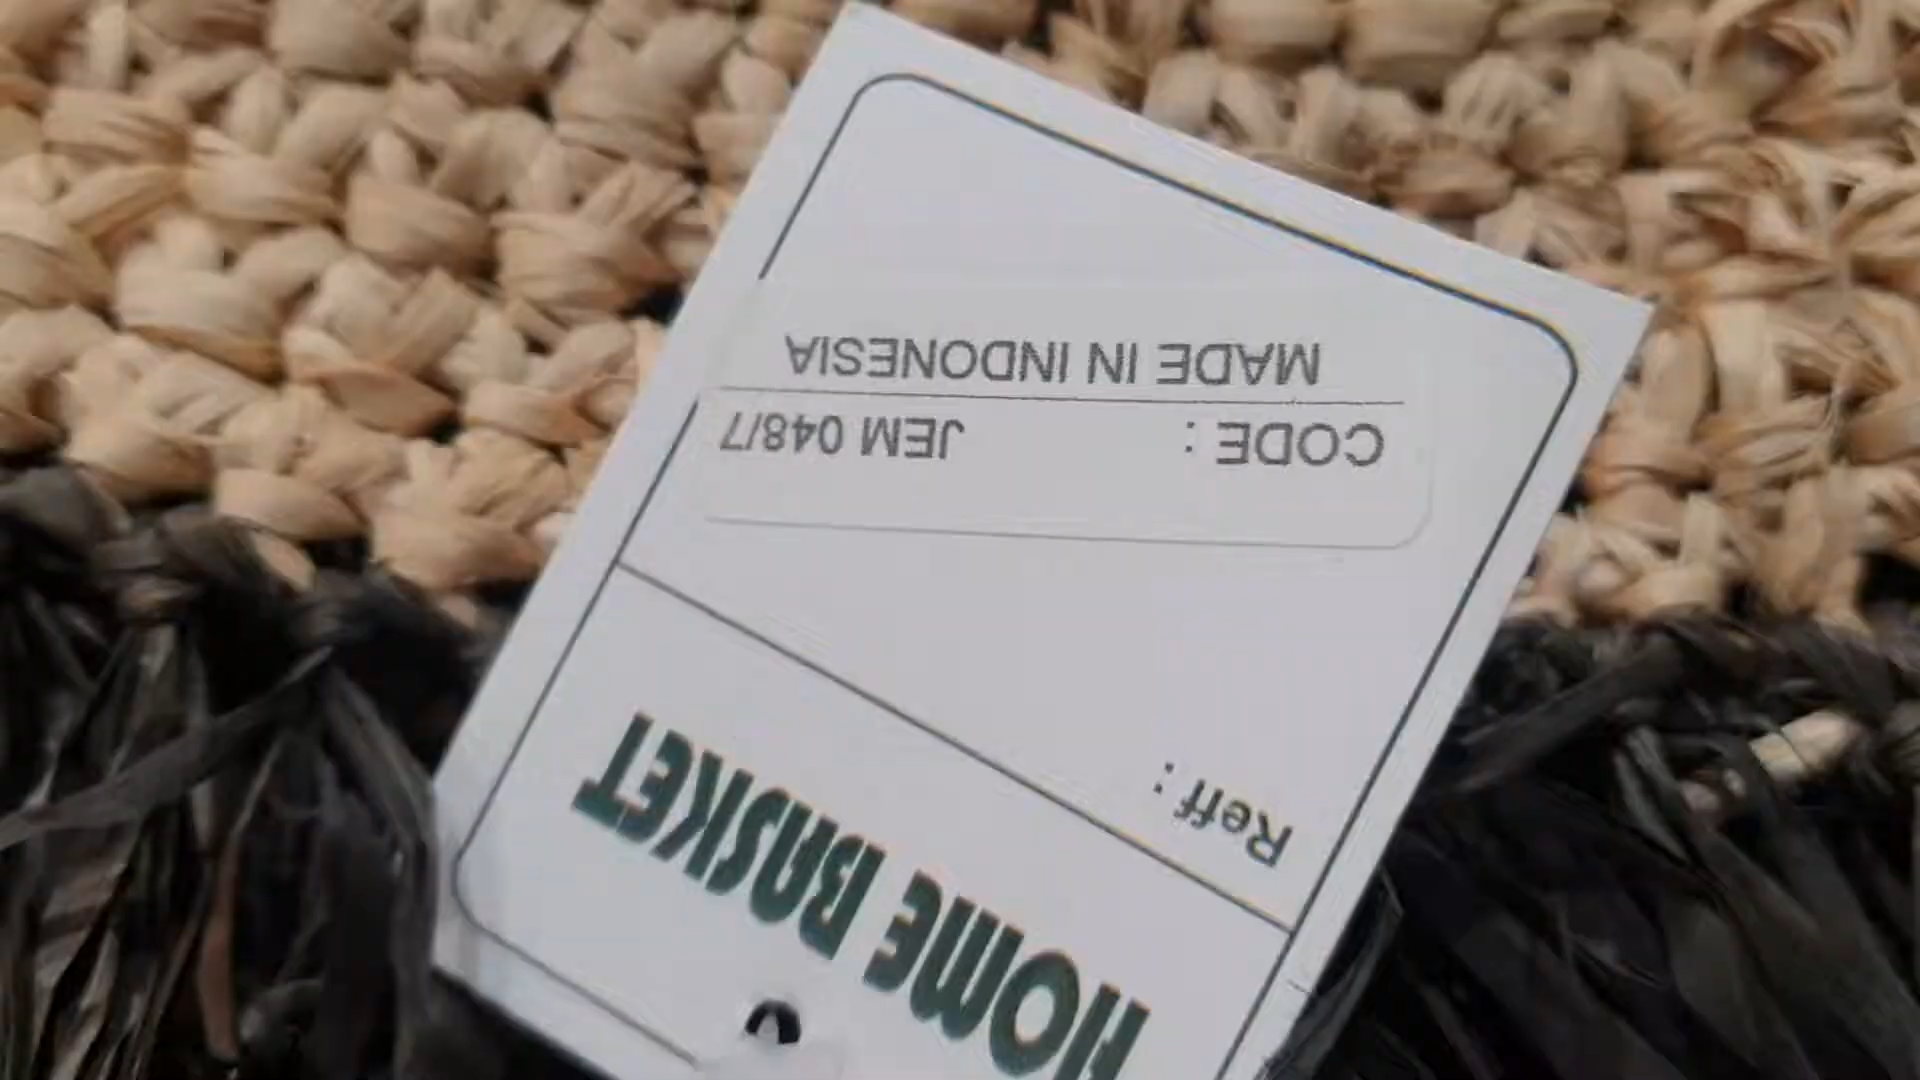 HOME BASKET
Reff :
CODE : JEM 048/7
MADE IN INDONESIA